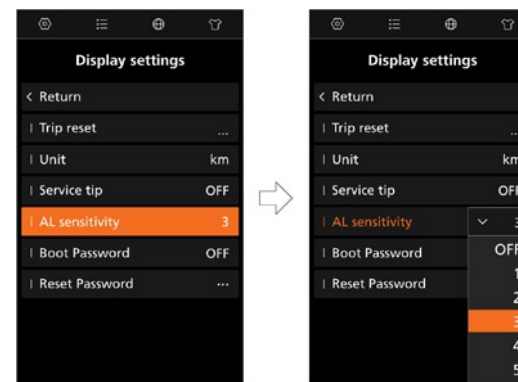 Display settings
< Return
Trip reset ...
Unit km
Service tip OFF
AL sensitivity 3
Boot Password OFF
Reset Password ...
Display settings
< Return
Trip reset ...
Unit km
Service tip OFF
AL sensitivity 3
Boot Password OFF
Reset Password 1
2
3
4
5